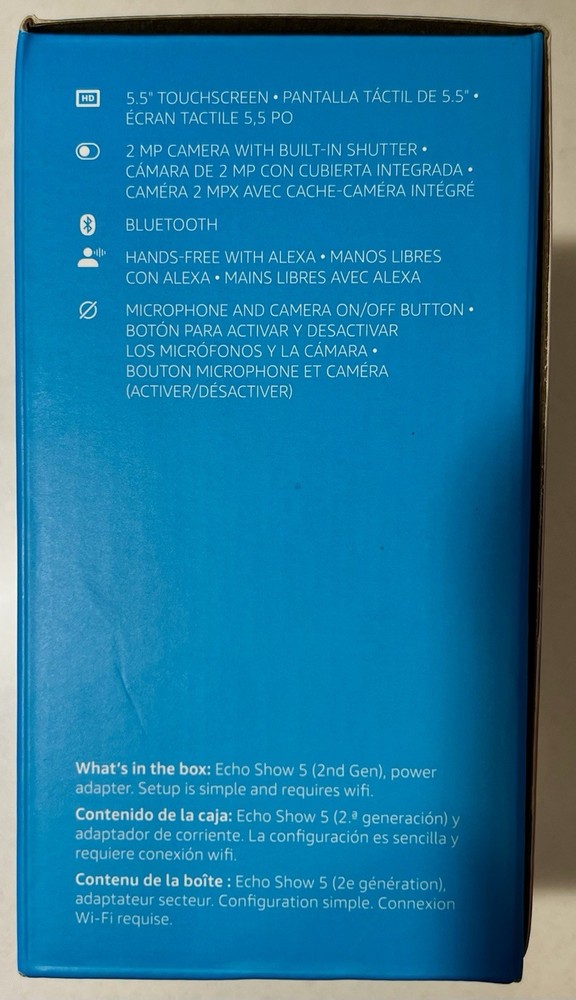 HD
5.5" TOUCHSCREEN • PANTALLA TÁCTIL DE 5.5" •
ÉCRAN TACTILE 5,5 PO
2 MP CAMERA WITH BUILT-IN SHUTTER •
CÁMARA DE 2 MP CON CUBIERTA INTEGRADA •
CAMÉRA 2 MPX AVEC CACHE-CAMÉRA INTÉGRÉ
BLUETOOTH
HANDS-FREE WITH ALEXA • MANOS LIBRES
CON ALEXA • MAINS LIBRES AVEC ALEXA
MICROPHONE AND CAMERA ON/OFF BUTTON •
BOTÓN PARA ACTIVAR Y DESACTIVAR
LOS MICRÓFONOS Y LA CÁMARA •
BOUTON MICROPHONE ET CAMÉRA
(ACTIVER/DÉSACTIVER)
What's in the box: Echo Show 5 (2nd Gen), power
adapter. Setup is simple and requires wifi.
Contenido de la caja: Echo Show 5 (2.ª generación) y
adaptador de corriente. La configuración es sencilla y
requiere conexión wifi.
Contenu de la boîte : Echo Show 5 (2e génération),
adaptateur secteur. Configuration simple. Connexion
Wi-Fi requise.